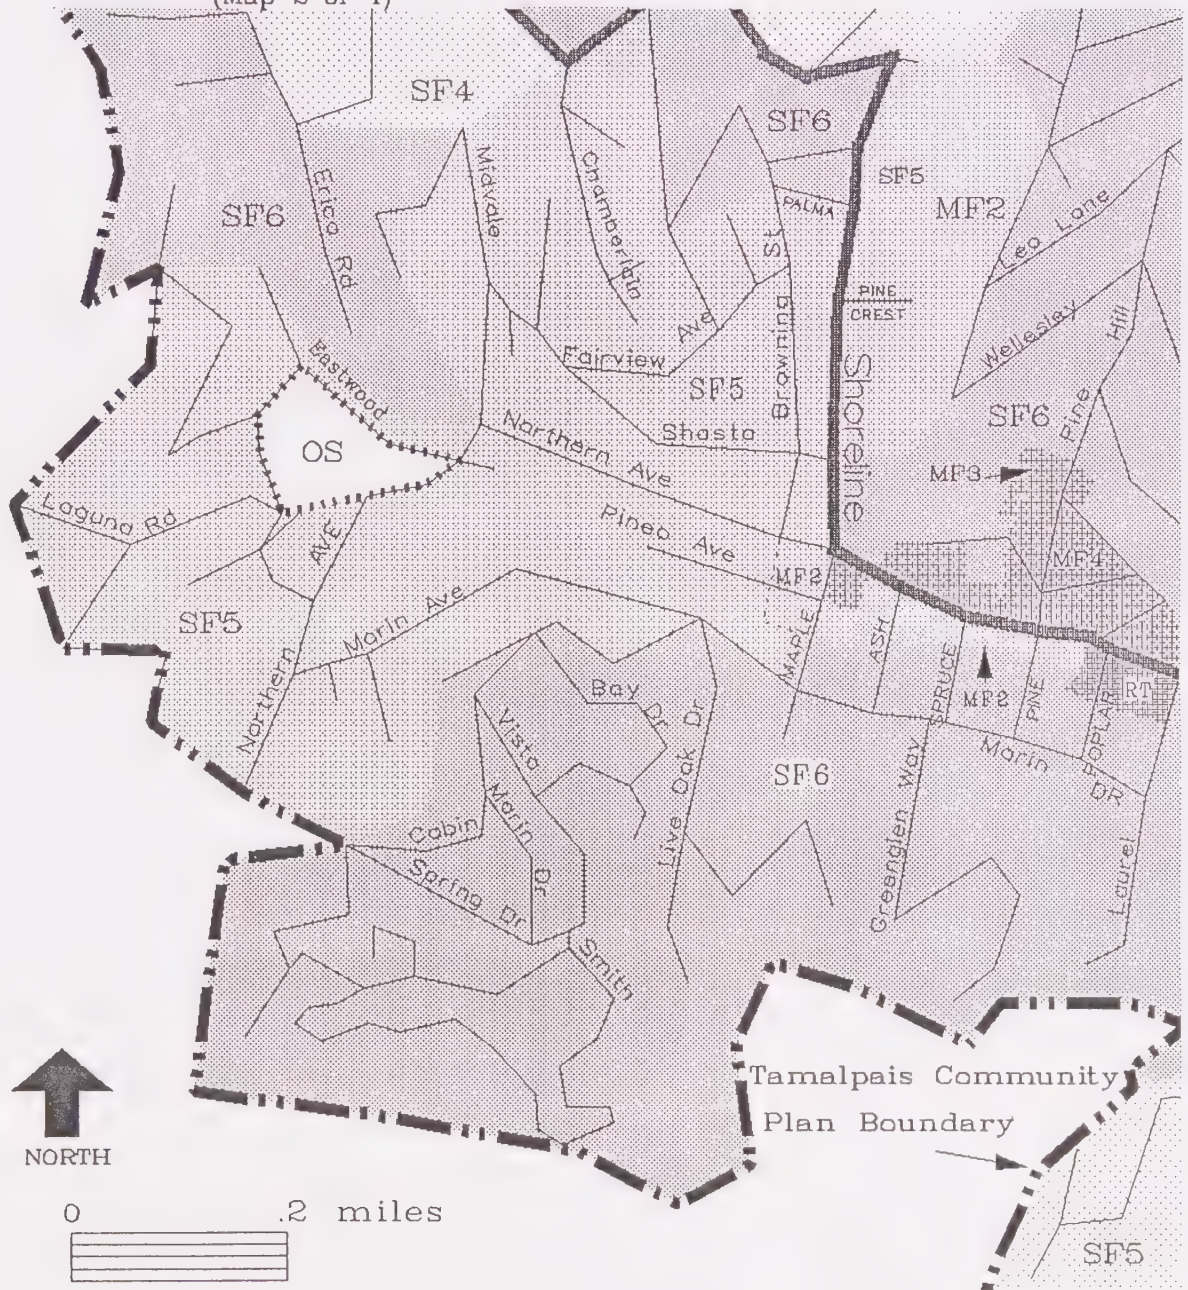 (Map 2 of 4)
SF4
SF6
SF5
MF2
SF6
Erica Rd
Midvale
Chamberlain
PALMA
St
Leo Lane
PINE
CREST
Wellesley
Hill
Eastwood
Fairview
Ave
SF5
Browning
Shoreline
SF6
Pine
Shasta
OS
Northern Ave
MF3
Laguna Rd
Pineo Ave
AVE
MF2
MF4
SF5
Marin Ave
Northern
MAPLE
ASH
SPRUCE
MF2
PINE
POPLAR
RT
Bay
Dr
Vista
Live Oak Dr
SF6
Greenglen Way
Marin
DR
Cabin
Marin
Dr
Spring Dr
Laurel
Smith
Tamalpais Community
Plan Boundary
NORTH
0 .2 miles
SF5